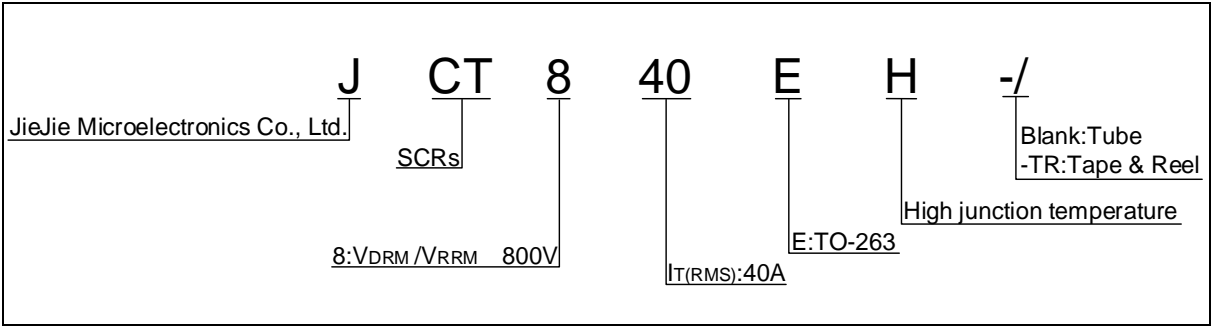 J CT 8 40 E H -/
JieJie Microelectronics Co., Ltd.
Blank:Tube
SCRs
-TR:Tape & Reel
High junction temperature
8:VDRM/VRRM 800V
E:TO-263
IT(RMS):40A